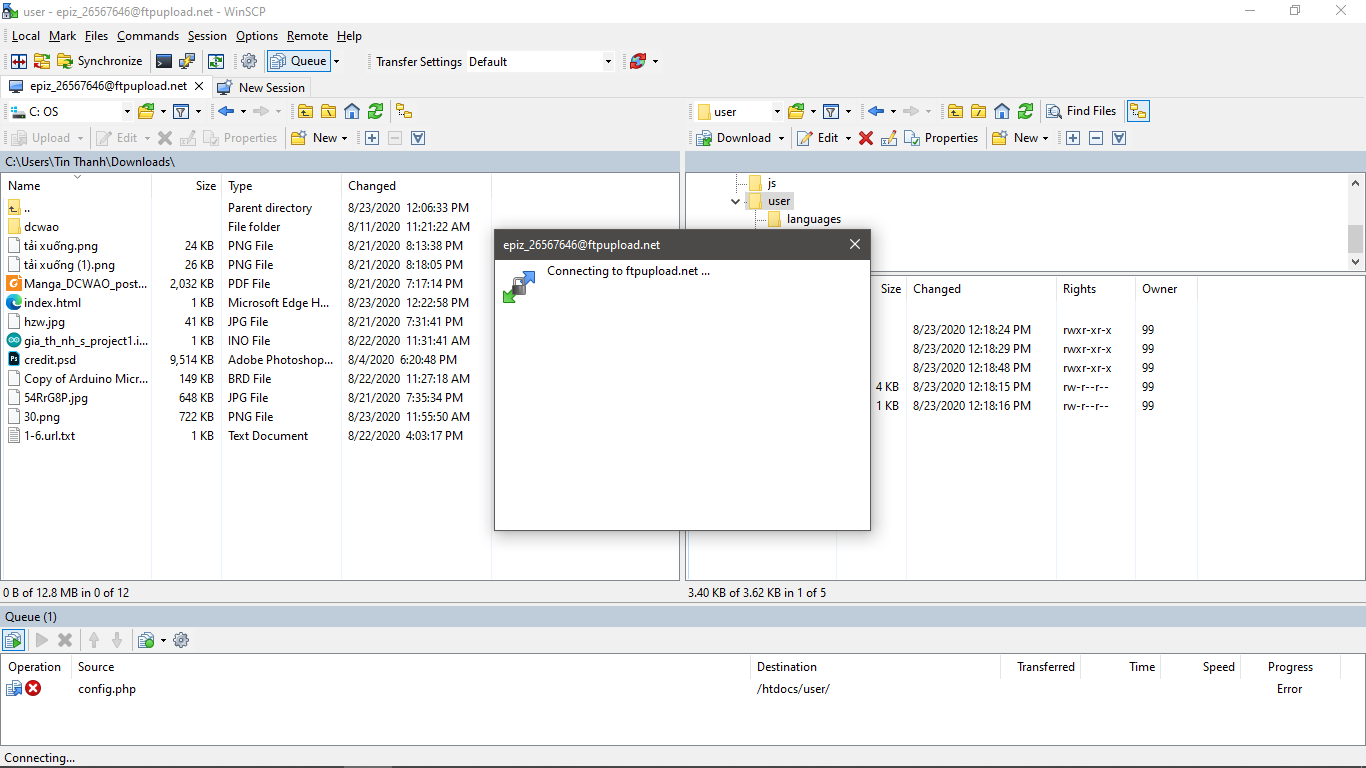 user - epiz_26567646@ftpupload.net - WinSCP
Local Mark Files Commands Session Options Remote Help
Synchronize Queue Transfer Settings Default
epiz_26567646@ftpupload.net New Session
C: OS
user Find Files
Upload Edit Properties New
Download Edit Properties New
C:\Users\Tin Thanh\Downloads\
Name Size Type Changed
.. Parent directory 8/23/2020 12:06:33 PM
dcwao File folder 8/11/2020 11:21:22 AM
tải xuống.png 24 KB PNG File 8/21/2020 8:13:38 PM
tải xuống (1).png 26 KB PNG File 8/21/2020 8:18:05 PM
Manga_DCWAO_post... 2,032 KB PDF File 8/21/2020 7:17:14 PM
index.html 1 KB Microsoft Edge H... 8/23/2020 12:22:58 PM
hzw.jpg 41 KB JPG File 8/21/2020 7:31:41 PM
gia_th_nh_s_project1.i... 1 KB INO File 8/22/2020 11:31:41 AM
credit.psd 9,514 KB Adobe Photoshop... 8/4/2020 6:20:48 PM
Copy of Arduino Micr... 149 KB BRD File 8/22/2020 11:27:18 AM
54RrG8P.jpg 648 KB JPG File 8/21/2020 7:35:34 PM
30.png 722 KB PNG File 8/23/2020 11:55:50 AM
1-6.url.txt 1 KB Text Document 8/22/2020 4:03:17 PM
js
user
languages
epiz_26567646@ftpupload.net
Connecting to ftpupload.net ...
Size Changed Rights Owner
8/23/2020 12:18:24 PM rwxr-xr-x 99
8/23/2020 12:18:29 PM rwxr-xr-x 99
8/23/2020 12:18:48 PM rwxr-xr-x 99
4 KB 8/23/2020 12:18:15 PM rw-r--r-- 99
1 KB 8/23/2020 12:18:16 PM rw-r--r-- 99
0 B of 12.8 MB in 0 of 12
3.40 KB of 3.62 KB in 1 of 5
Queue (1)
Operation Source Destination Transferred Time Speed Progress
config.php /htdocs/user/ Error
Connecting...